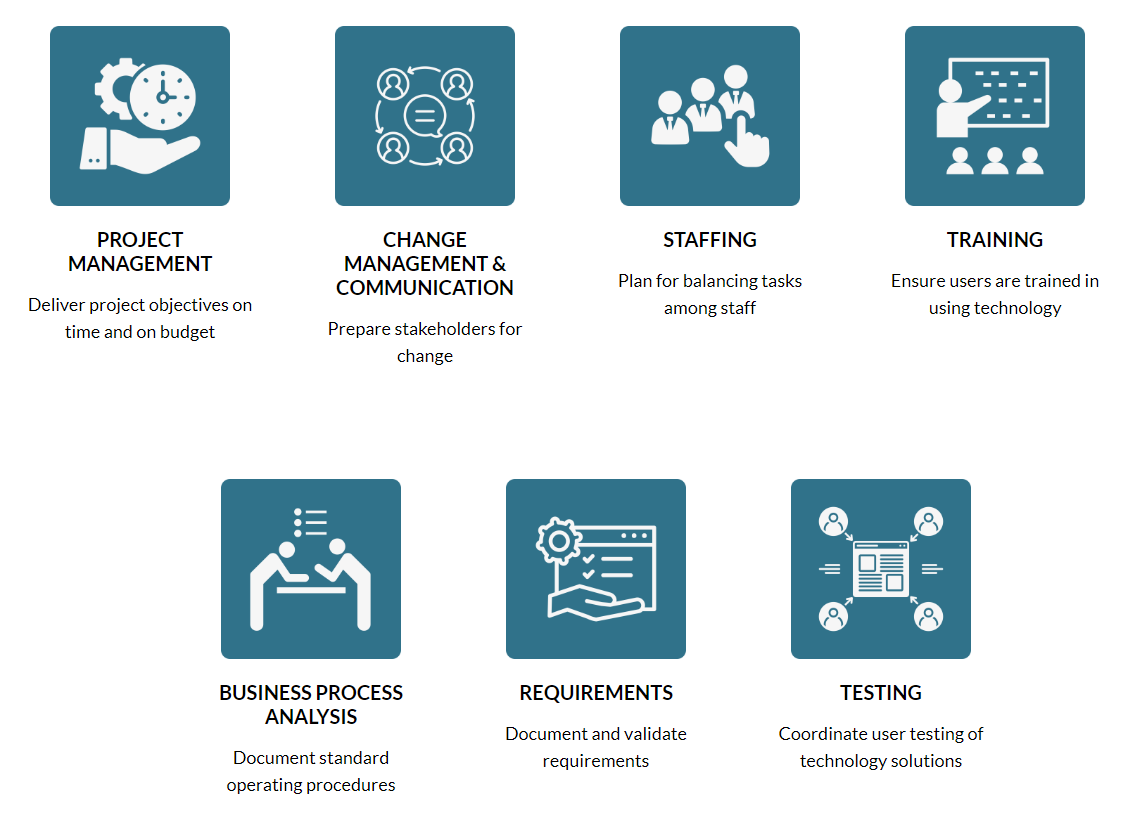 PROJECT
MANAGEMENT
Deliver project objectives on
time and on budget
CHANGE
MANAGEMENT &
COMMUNICATION
Prepare stakeholders for
change
STAFFING
Plan for balancing tasks
among staff
TRAINING
Ensure users are trained in
using technology
BUSINESS PROCESS
ANALYSIS
Document standard
operating procedures
REQUIREMENTS
Document and validate
requirements
TESTING
Coordinate user testing of
technology solutions